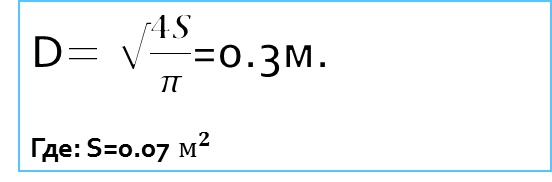 D= √4S/π=0.3м.
Где: S=0.07 м²